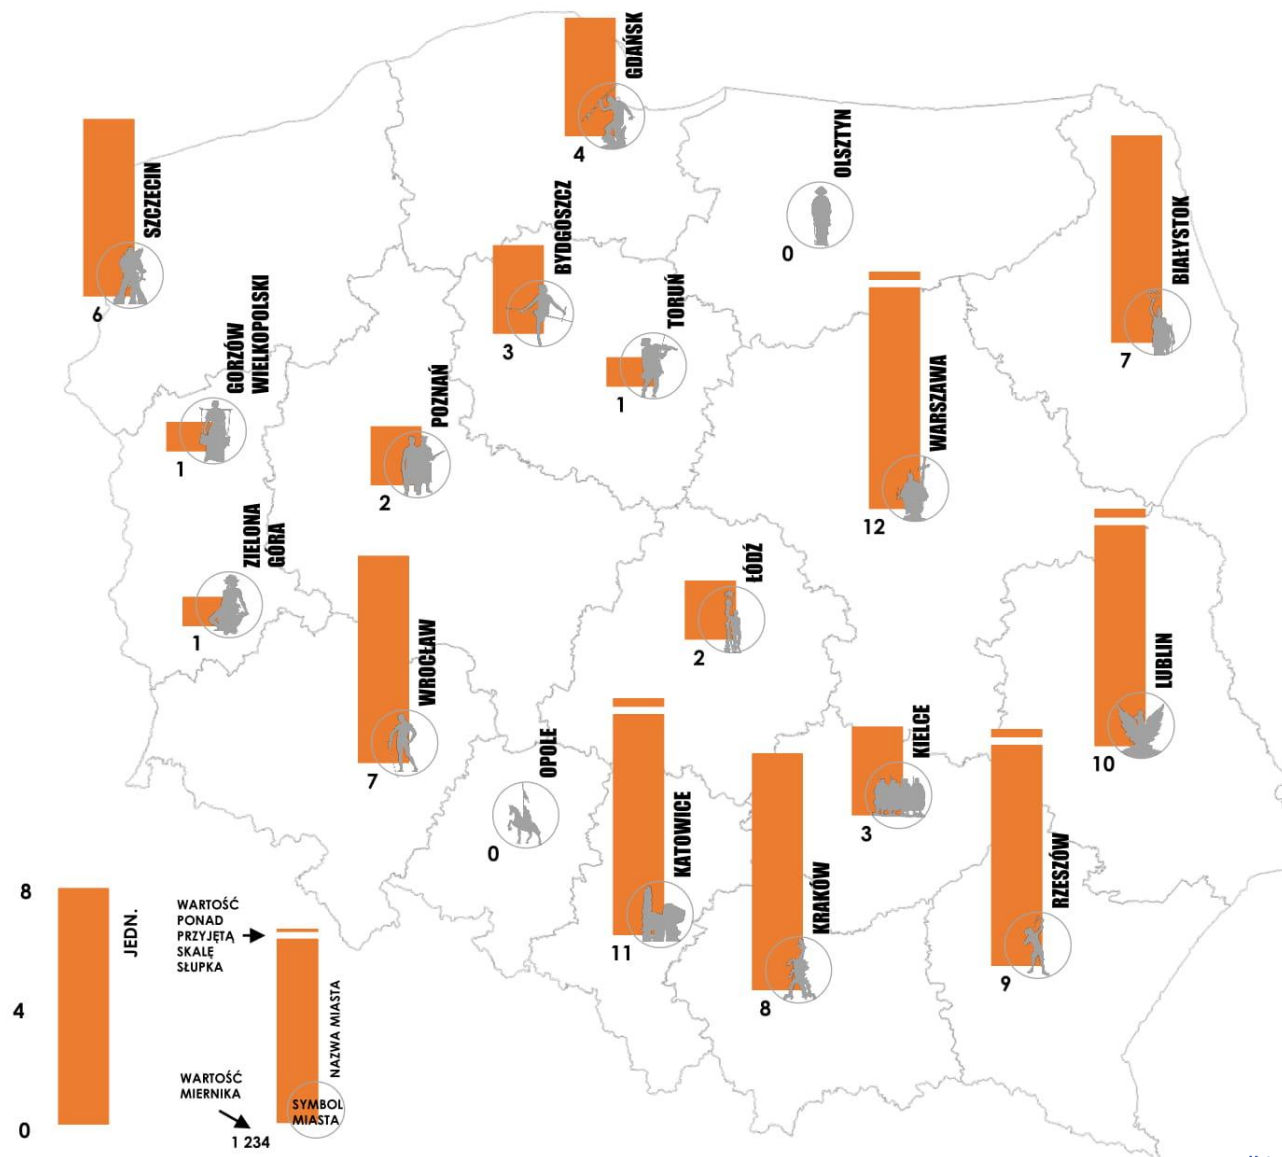 GDAŃSK
4
OLSZTYN
0
SZCZECIN
6
BIAŁYSTOK
7
BYDGOSZCZ
3
TORUŃ
1
GORZÓW
WIELKOPOLSKI
1
POZNAŃ
2
WARSZAWA
12
ZIELONA
GÓRA
1
ŁÓDŹ
2
WROCŁAW
7
LUBLIN
10
OPOLE
0
KATOWICE
11
KIELCE
3
KRAKÓW
8
RZESZÓW
9
8
4
0
JEDN.
WARTOŚĆ
PONAD
PRZYJĘTĄ
SKALĘ
SŁUPKA
NAZWA MIASTA
WARTOŚĆ
MIERNIKA
SYMBOL
MIASTA
1 234